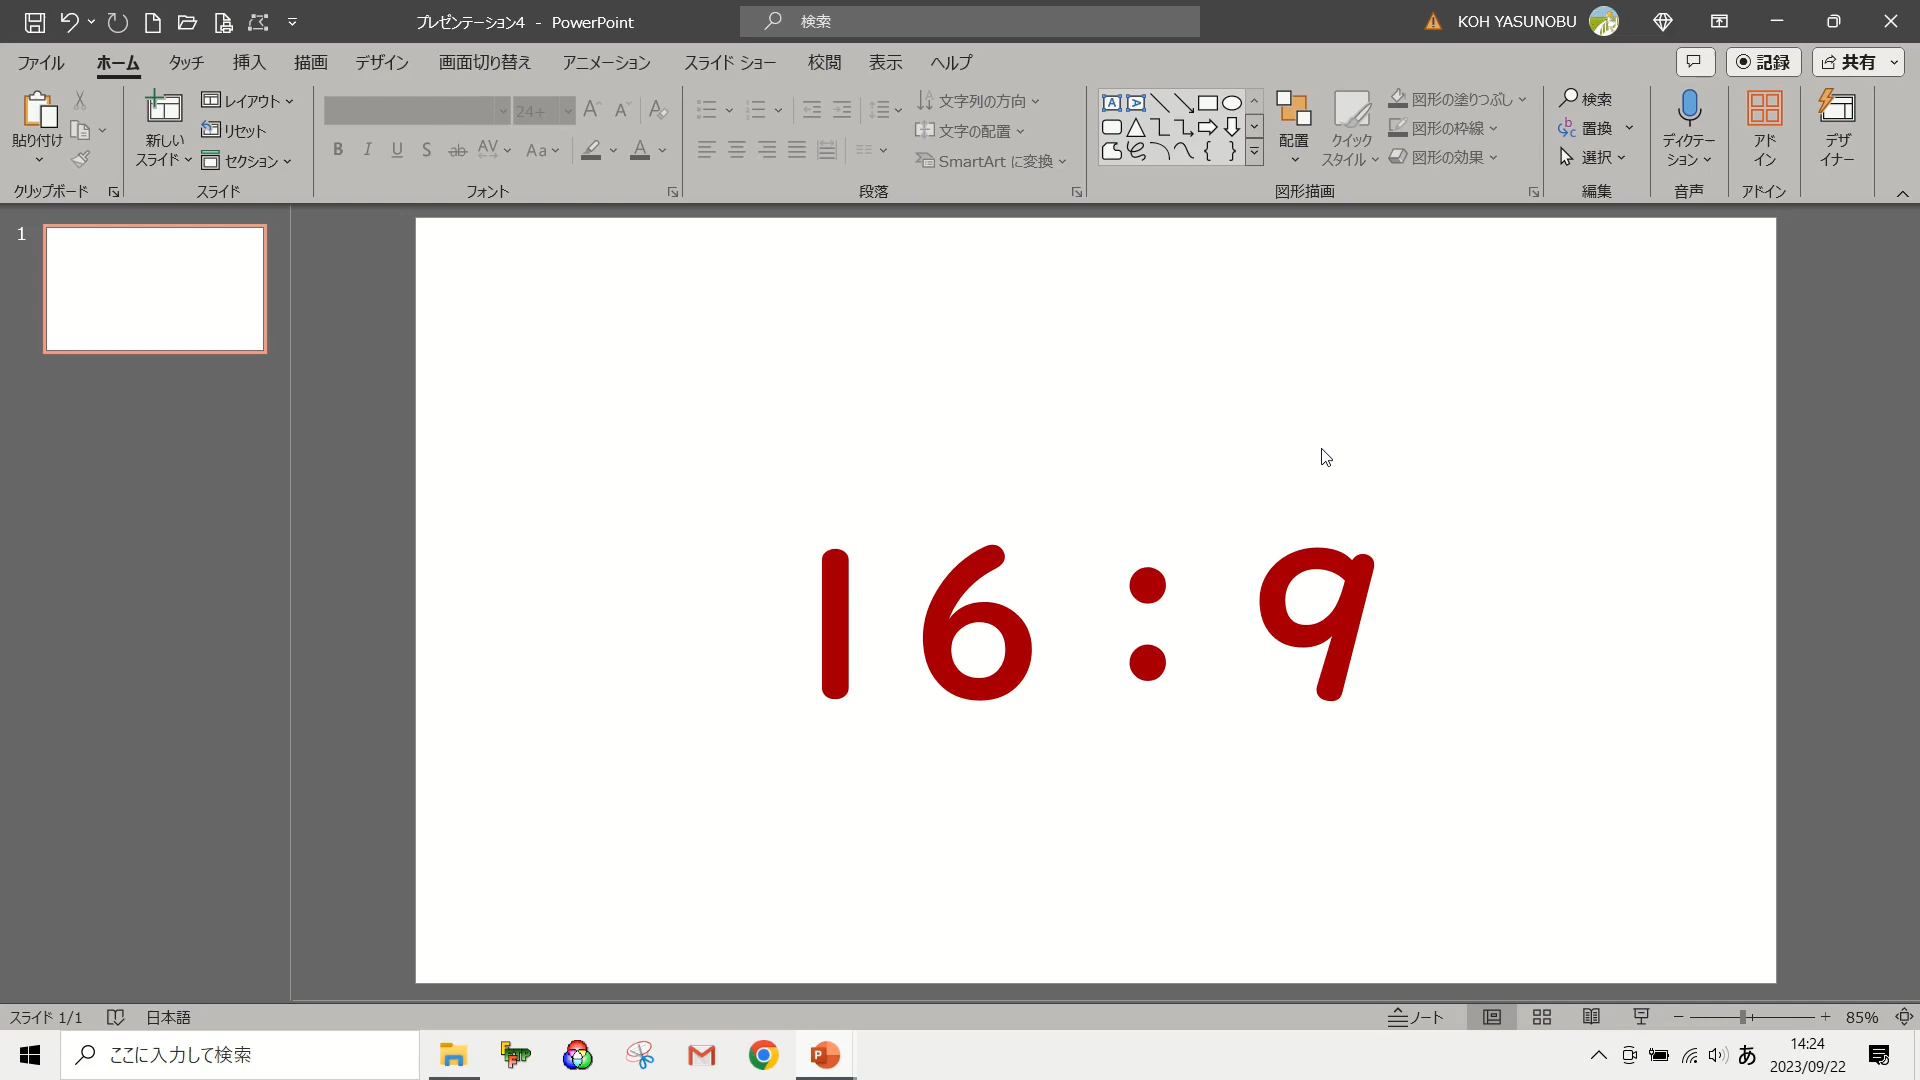 プレゼンテーション4 - PowerPoint
検索
KOH YASUNOBU
ファイル ホーム タッチ 挿入 描画 デザイン 画面切り替え アニメーション スライド ショー 校閲 表示 ヘルプ
記録
共有
貼り付け
クリップボード
新しい
スライド
レイアウト
リセット
セクション
スライド
24+
B I U S ab AV Aa A
フォント
文字列の方向
文字の配置
SmartArt に変換
段落
配置
クイック
スタイル
図形の塗りつぶし
図形の枠線
図形の効果
図形描画
検索
置換
選択
編集
ディクテー
ション
音声
アド
イン
アドイン
デザ
イナー
1
16:9
スライド 1/1
日本語
ノート
85%
ここに入力して検索
あ
14:24
2023/09/22